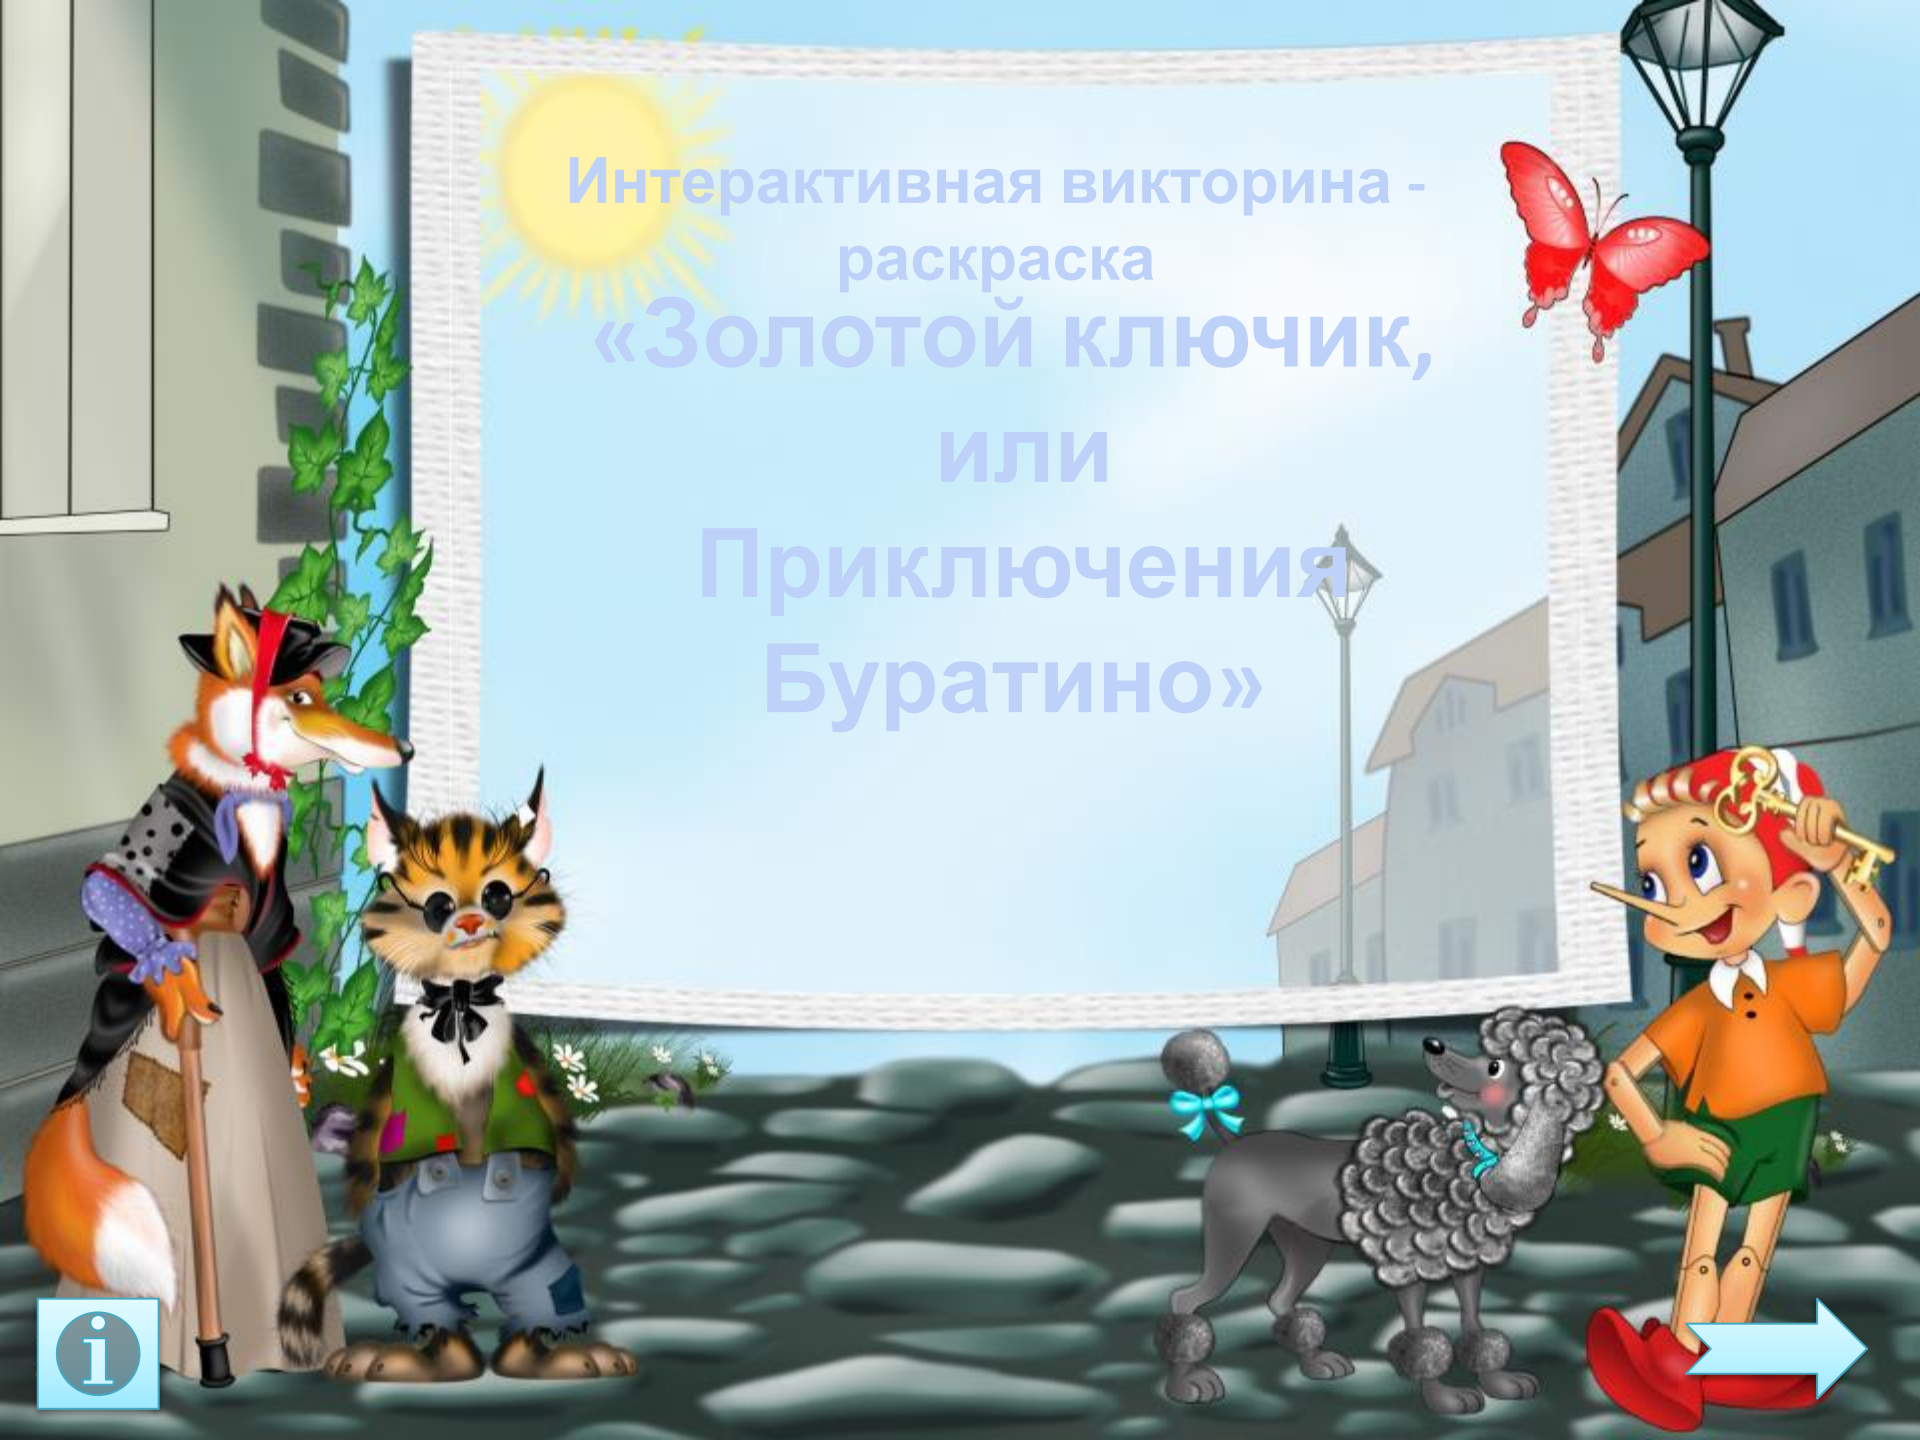 Интерактивная викторина -
раскраска
«Золотой ключик,
или
Приключения
Буратино»
i